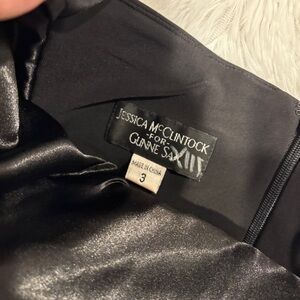 JESSICA MCCLINTOCK
-FOR-
GUNNE SAX
MADE IN CHINA
3